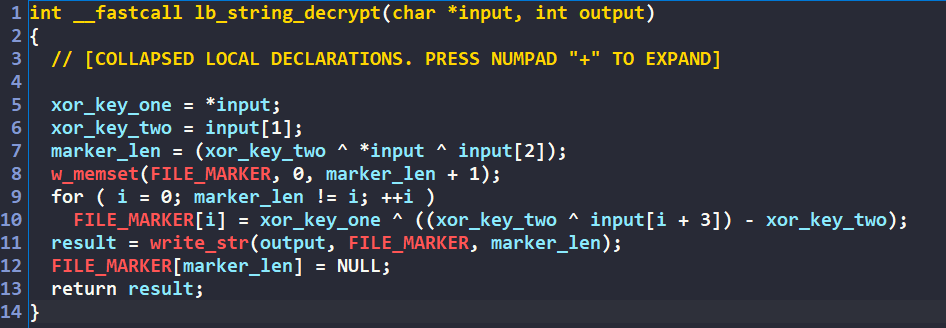 1 int __fastcall lb_string_decrypt(char *input, int output)
2 {
3   // [COLLAPSED LOCAL DECLARATIONS. PRESS NUMPAD "+" TO EXPAND]
4
5   xor_key_one = *input;
6   xor_key_two = input[1];
7   marker_len = (xor_key_two ^ *input ^ input[2]);
8   w_memset(FILE_MARKER, 0, marker_len + 1);
9   for ( i = 0; marker_len != i; ++i )
10     FILE_MARKER[i] = xor_key_one ^ ((xor_key_two ^ input[i + 3]) - xor_key_two);
11   result = write_str(output, FILE_MARKER, marker_len);
12   FILE_MARKER[marker_len] = NULL;
13   return result;
14 }